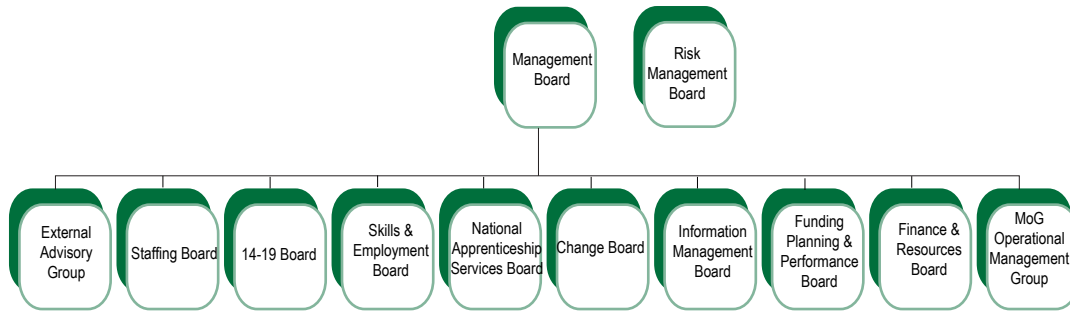 Management
Board
Risk
Management
Board
External
Advisory
Group
Staffing Board
14-19 Board
Skills &
Employment
Board
National
Apprenticeship
Services Board
Change Board
Information
Management
Board
Funding
Planning &
Performance
Board
Finance &
Resources
Board
MoG
Operational
Management
Group